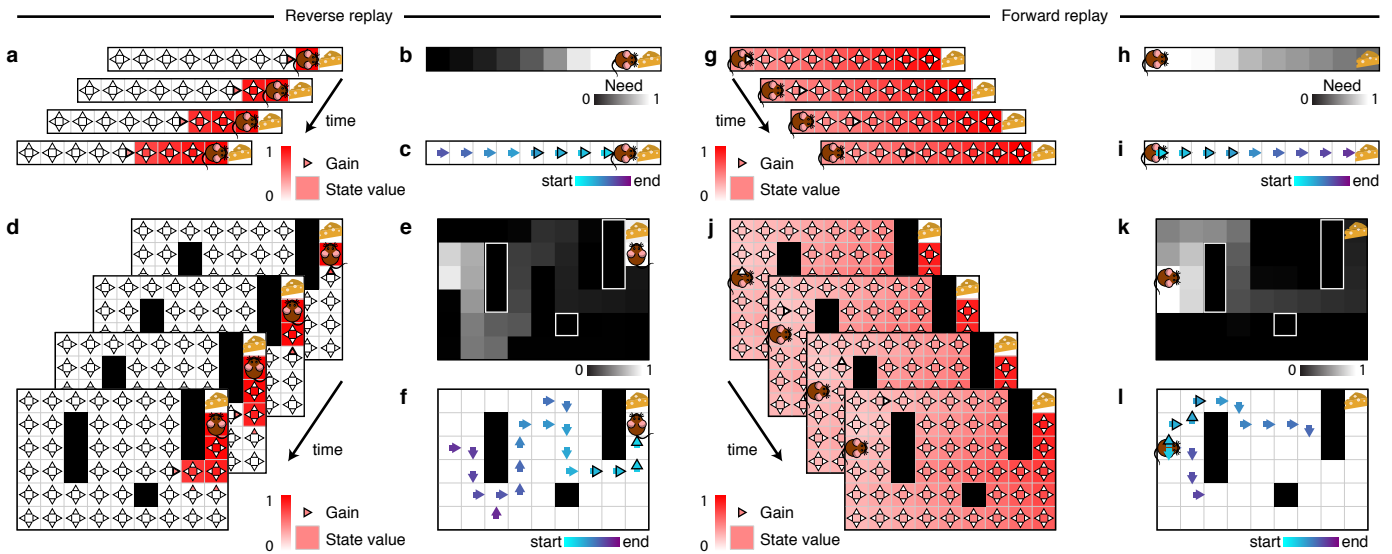 Reverse replay
Forward replay
a
time
1
0
Gain
State value
b
Need
0 1
c
start end
d
time
1
0
Gain
State value
e
0 1
f
start end
g
time
1
0
Gain
State value
h
Need
0 1
i
start end
j
time
1
0
Gain
State value
k
0 1
l
start end